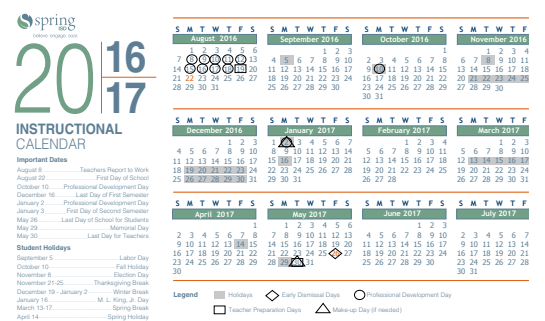 spring
ISD
believe. engage. soar.
2016
17
INSTRUCTIONAL
CALENDAR
Important Dates
August 8 Teachers Report to Work
August 22 First Day of School
October 10 Professional Development Day
December 16 Last Day of First Semester
January 2 Professional Development Day
January 3 First Day of Second Semester
May 26 Last Day of School for Students
May 29 Memorial Day
May 30 Last Day for Teachers
Student Holidays
September 5 Labor Day
October 10 Fall Holiday
November 8 Election Day
November 21-25 Thanksgiving Break
December 19 - January 2 Winter Break
January 16 M. L. King, Jr. Day
March 13-17 Spring Break
April 14 Spring Holiday
S M T W T F S
August 2016
1 2 3 4 5 6
7 8 9 10 11 12 13
14 15 16 17 18 19 20
21 22 23 24 25 26 27
28 29 30 31
S M T W T F S
September 2016
1 2 3
4 5 6 7 8 9 10
11 12 13 14 15 16 17
18 19 20 21 22 23 24
25 26 27 28 29 30
S M T W T F S
October 2016
1
2 3 4 5 6 7 8
9 10 11 12 13 14 15
16 17 18 19 20 21 22
23 24 25 26 27 28 29
30 31
S M T W T F S
November 2016
1 2 3 4 5
6 7 8 9 10 11 12
13 14 15 16 17 18 19
20 21 22 23 24 25 26
27 28 29 30
S M T W T F S
December 2016
1 2 3
4 5 6 7 8 9 10
11 12 13 14 15 16 17
18 19 20 21 22 23 24
25 26 27 28 29 30 31
S M T W T F S
January 2017
1 2 3 4 5 6 7
8 9 10 11 12 13 14
15 16 17 18 19 20 21
22 23 24 25 26 27 28
29 30 31
S M T W T F S
February 2017
1 2 3 4
5 6 7 8 9 10 11
12 13 14 15 16 17 18
19 20 21 22 23 24 25
26 27 28
S M T W T F S
March 2017
1 2 3 4
5 6 7 8 9 10 11
12 13 14 15 16 17 18
19 20 21 22 23 24 25
26 27 28 29 30 31
S M T W T F S
April 2017
1
2 3 4 5 6 7 8
9 10 11 12 13 14 15
16 17 18 19 20 21 22
23 24 25 26 27 28 29
30
S M T W T F S
May 2017
1 2 3 4 5 6
7 8 9 10 11 12 13
14 15 16 17 18 19 20
21 22 23 24 25 26 27
28 29 30 31
S M T W T F S
June 2017
1 2 3
4 5 6 7 8 9 10
11 12 13 14 15 16 17
18 19 20 21 22 23 24
25 26 27 28 29 30
S M T W T F S
July 2017
1
2 3 4 5 6 7 8
9 10 11 12 13 14 15
16 17 18 19 20 21 22
23 24 25 26 27 28 29
30 31
Legend
Holidays
Early Dismissal Days
Professional Development Day
Teacher Preparation Days
Make-up Day (if needed)